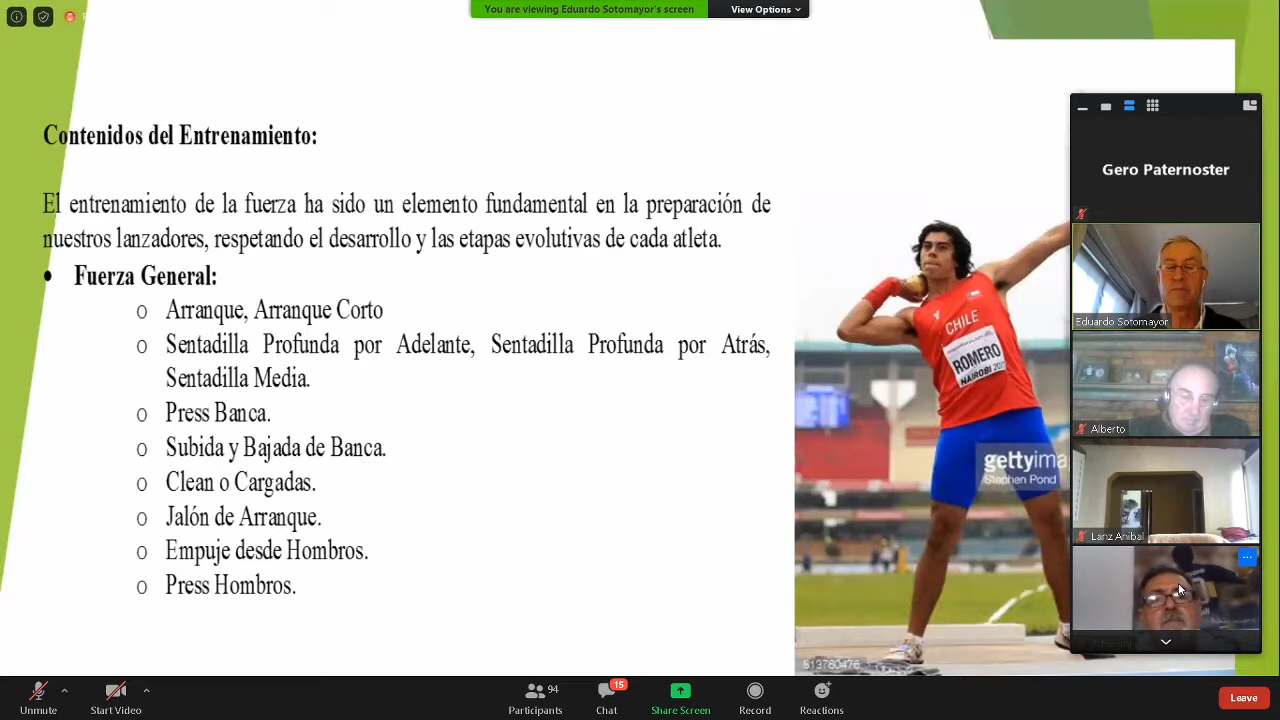 You are viewing Eduardo Sotomayor's screen
View Options
Contenidos del Entrenamiento:
El entrenamiento de la fuerza ha sido un elemento fundamental en la preparación de
nuestros lanzadores, respetando el desarrollo y las etapas evolutivas de cada atleta.
• Fuerza General:
o Arranque, Arranque Corto
o Sentadilla Profunda por Adelante, Sentadilla Profunda por Atrás,
Sentadilla Media.
o Press Banca.
o Subida y Bajada de Banca.
o Clean o Cargadas.
o Jalón de Arranque.
o Empuje desde Hombros.
o Press Hombros.
CHILE
ROMERO
NAIROBI
gettyima
Stephen Pond
813780476
Gero Paternoster
Eduardo Sotomayor
Alberto
Lanz Anibal
Unmute
Start Video
Participants
94
Chat
15
Share Screen
Record
Reactions
Leave